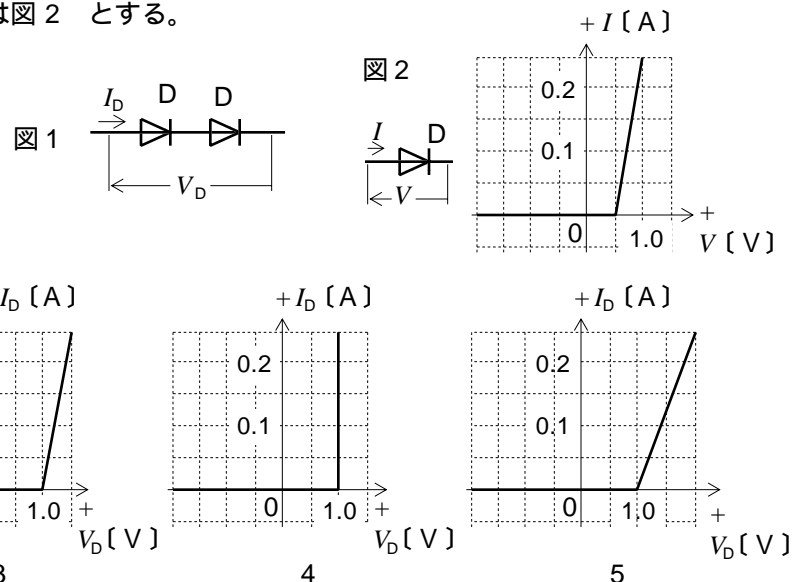 は図2 とする。
図1
I_D D D
V_D
図2
I D
V
+I〔A〕
0.2
0.1
0 1.0 +
V〔V〕
I_D〔A〕
1.0 +
V_D〔V〕
3
+I_D〔A〕
0.2
0.1
0 1.0 +
V_D〔V〕
4
+I_D〔A〕
0.2
0.1
0 1.0 +
V_D〔V〕
5